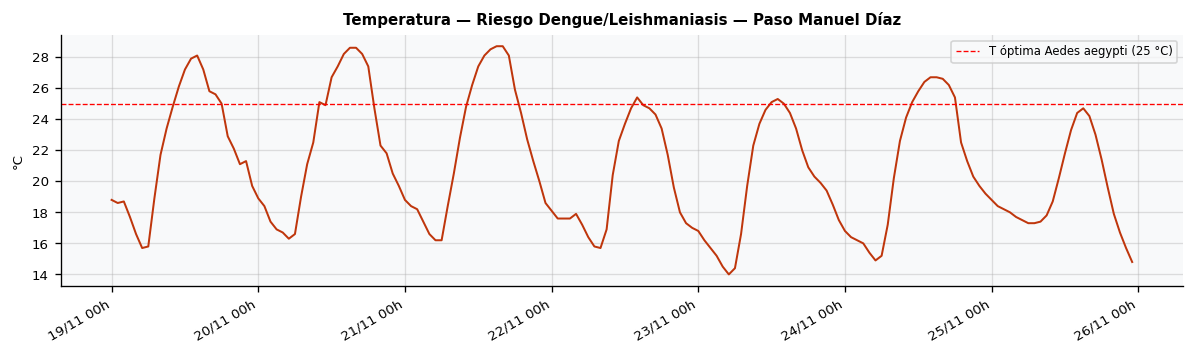 Temperatura — Riesgo Dengue/Leishmaniasis — Paso Manuel Díaz
T óptima Aedes aegypti (25 °C)
°C
28
26
24
22
20
18
16
14
19/11 00h
20/11 00h
21/11 00h
22/11 00h
23/11 00h
24/11 00h
25/11 00h
26/11 00h